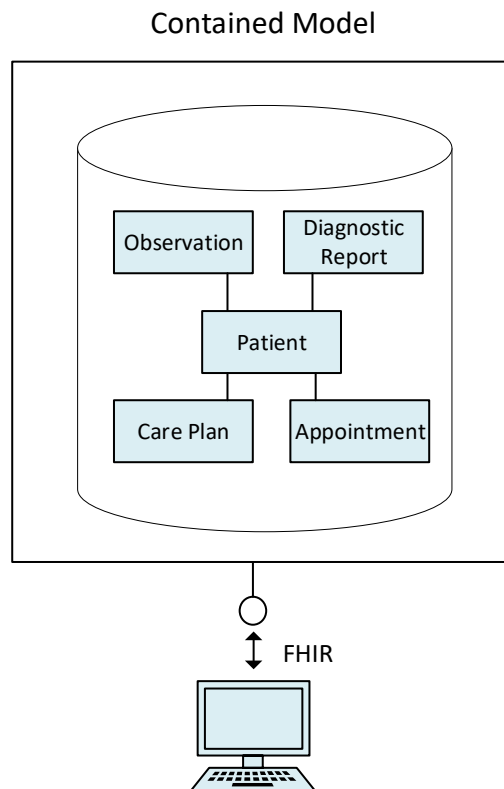 Contained Model
Observation
Diagnostic
Report
Patient
Care Plan
Appointment
FHIR